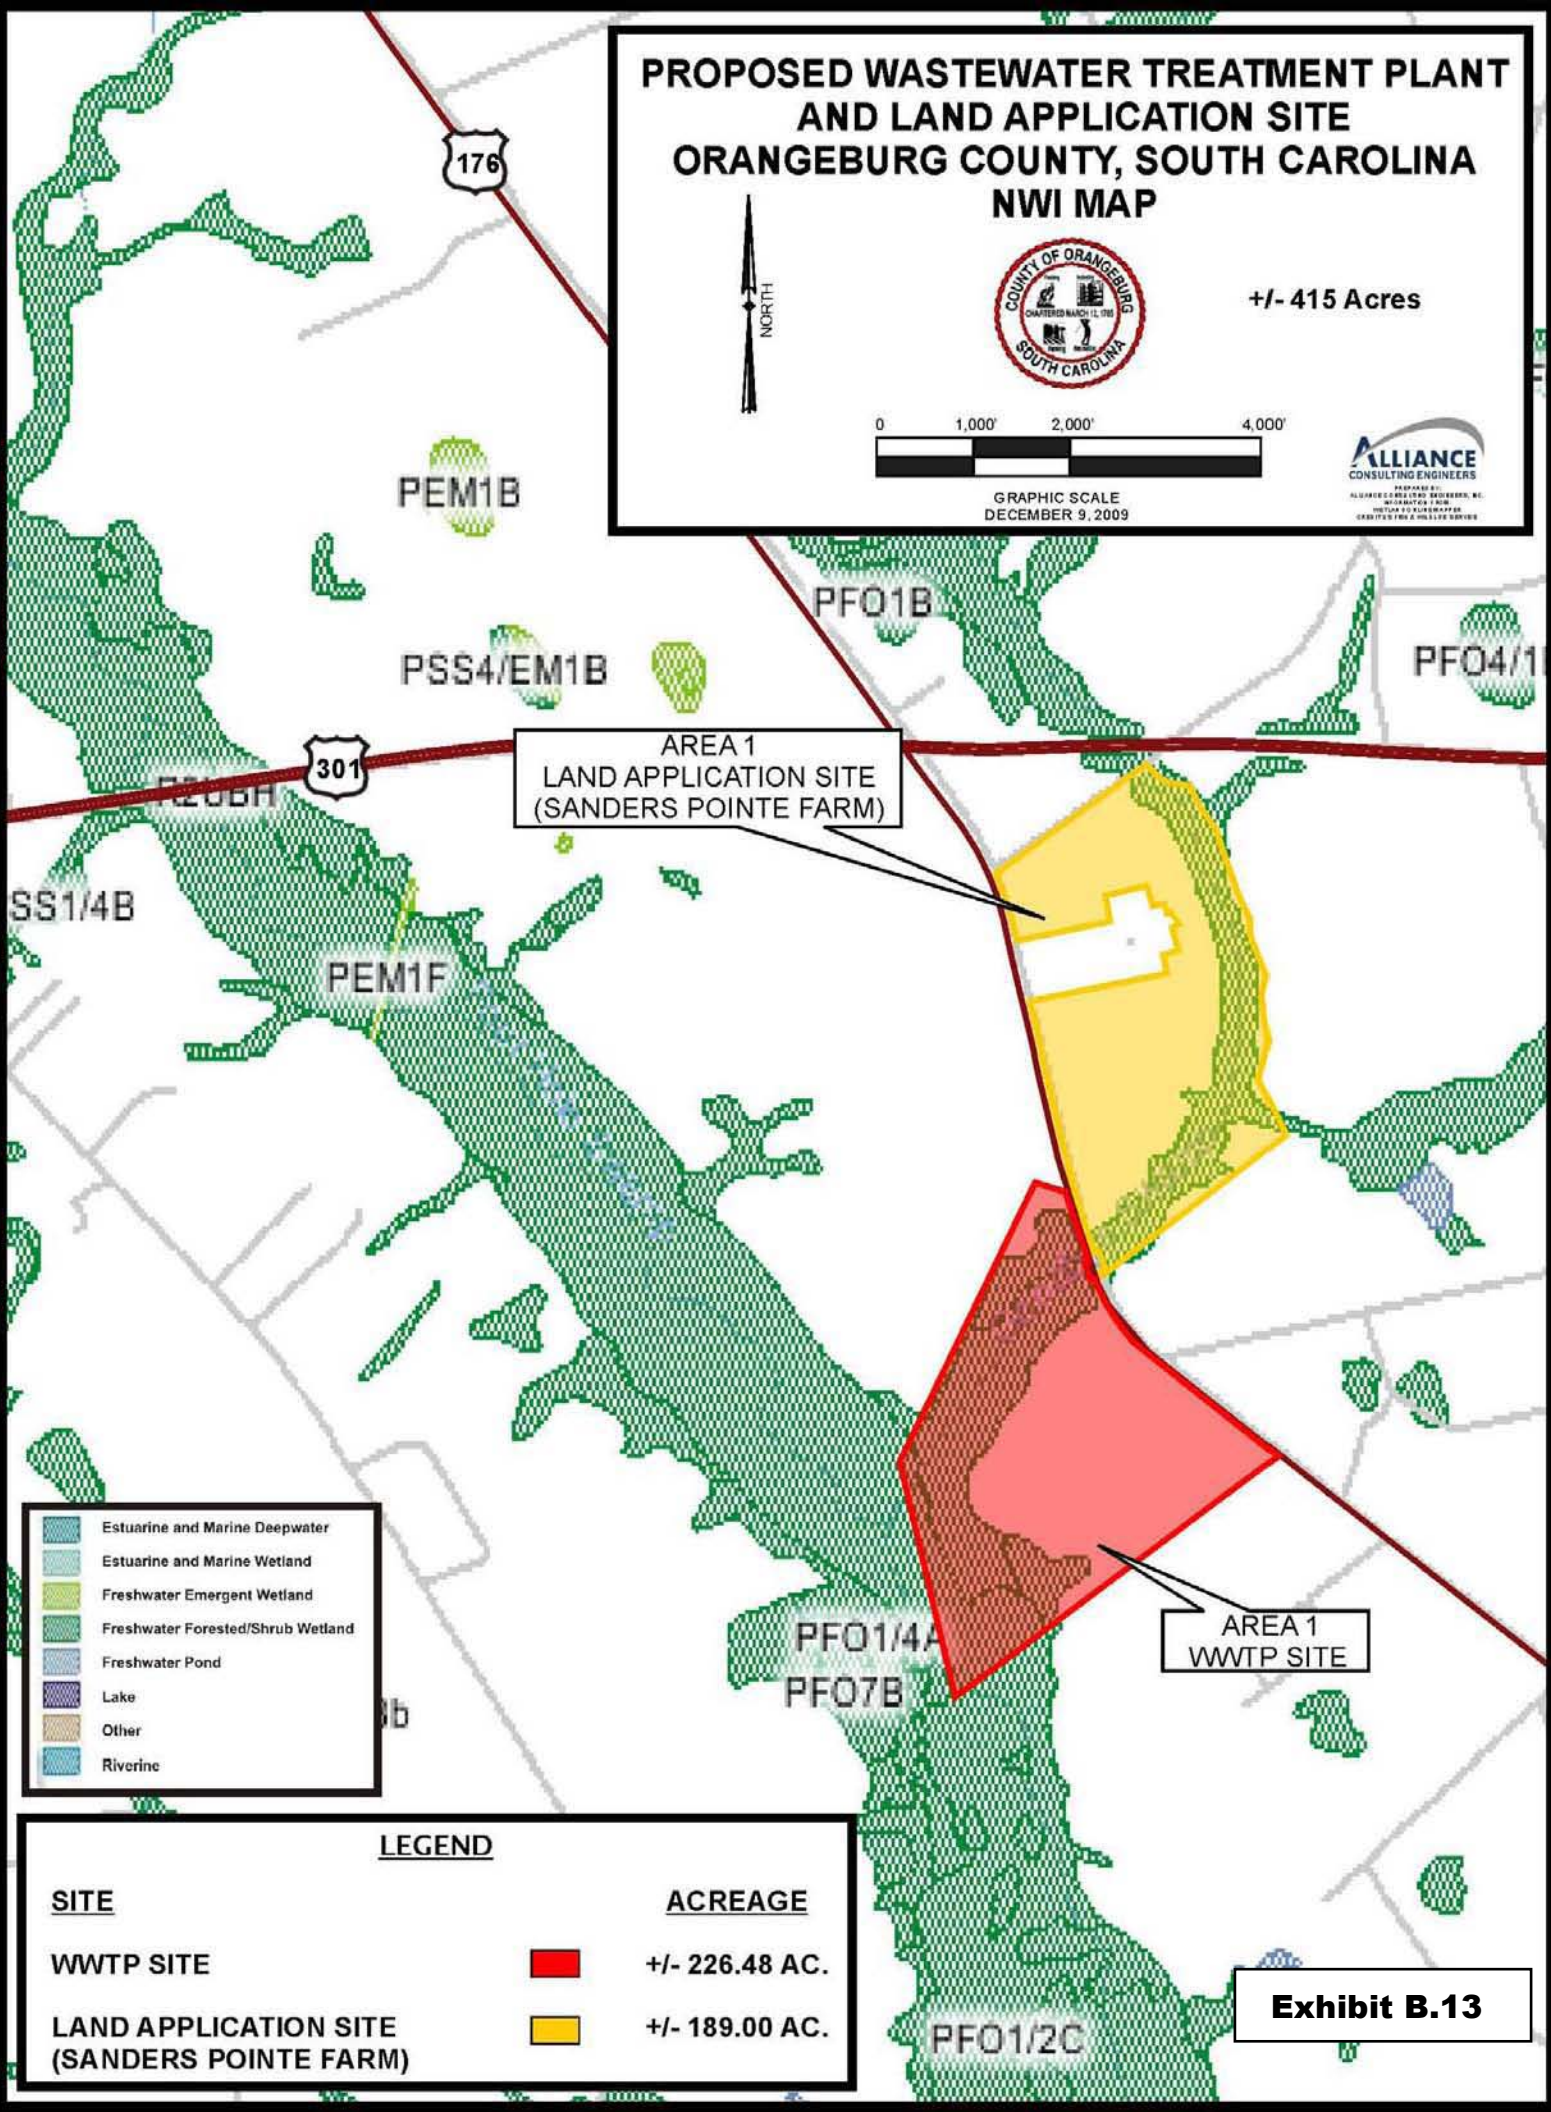 PROPOSED WASTEWATER TREATMENT PLANT
AND LAND APPLICATION SITE
ORANGEBURG COUNTY, SOUTH CAROLINA
NWI MAP
NORTH
COUNTY OF ORANGEBURG
CHARTERED MARCH 12, 1785
SOUTH CAROLINA
+/- 415 Acres
0 1,000' 2,000' 4,000'
GRAPHIC SCALE
DECEMBER 9, 2009
ALLIANCE
CONSULTING ENGINEERS
176
PEM1B
PFO1B
PSS4/EM1B
PFO4/1
301
R2UBH
AREA 1
LAND APPLICATION SITE
(SANDERS POINTE FARM)
SS1/4B
PEM1F
PFO1/4A
PFO7B
AREA 1
WWTP SITE
Estuarine and Marine Deepwater
Estuarine and Marine Wetland
Freshwater Emergent Wetland
Freshwater Forested/Shrub Wetland
Freshwater Pond
Lake
Other
Riverine
LEGEND
SITE ACREAGE
WWTP SITE +/- 226.48 AC.
LAND APPLICATION SITE +/- 189.00 AC.
(SANDERS POINTE FARM)
PFO1/2C
Exhibit B.13